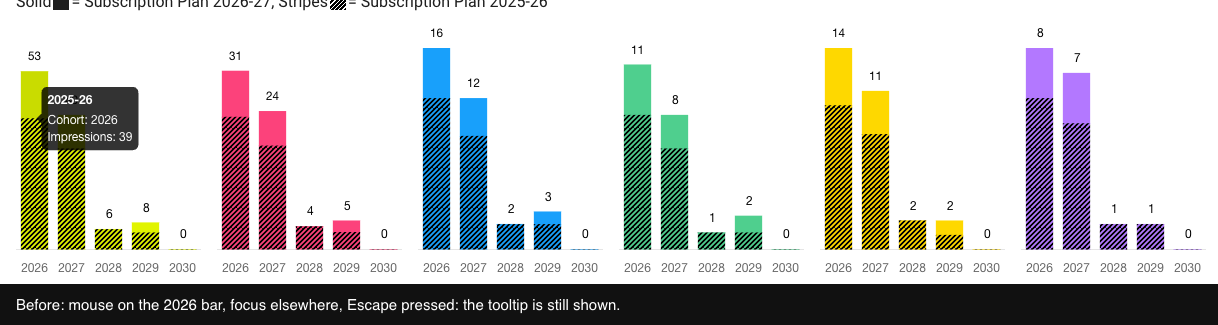 Solid = Subscription Plan 2026-27, Stripes = Subscription Plan 2025-26
53 31 16 11 14 8
24 12 8 11 7
2025-26
Cohort: 2026
Impressions: 39
6 8 0 4 5 0 2 3 0 1 2 0 2 2 0 1 1 0
2026 2027 2028 2029 2030 2026 2027 2028 2029 2030 2026 2027 2028 2029 2030 2026 2027 2028 2029 2030 2026 2027 2028 2029 2030 2026 2027 2028 2029 2030
Before: mouse on the 2026 bar, focus elsewhere, Escape pressed: the tooltip is still shown.